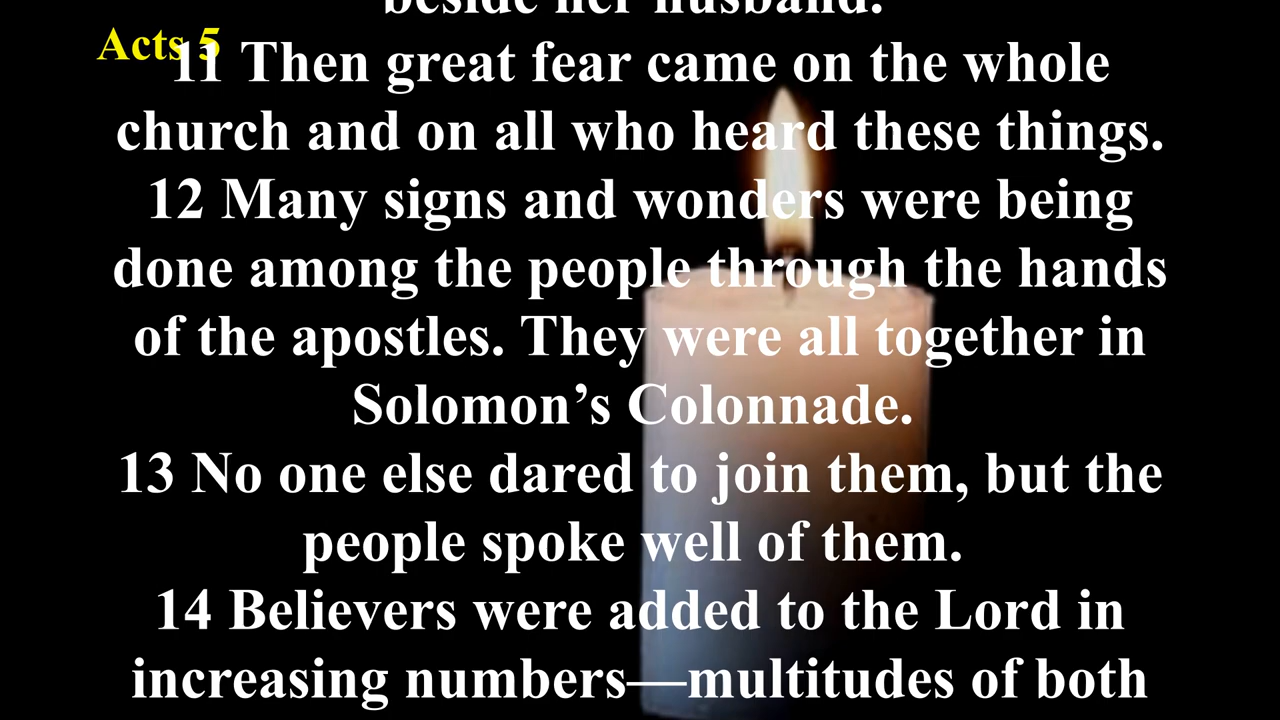 beside her husband.
Acts 5
11 Then great fear came on the whole
church and on all who heard these things.
12 Many signs and wonders were being
done among the people through the hands
of the apostles. They were all together in
Solomon’s Colonnade.
13 No one else dared to join them, but the
people spoke well of them.
14 Believers were added to the Lord in
increasing numbers—multitudes of both